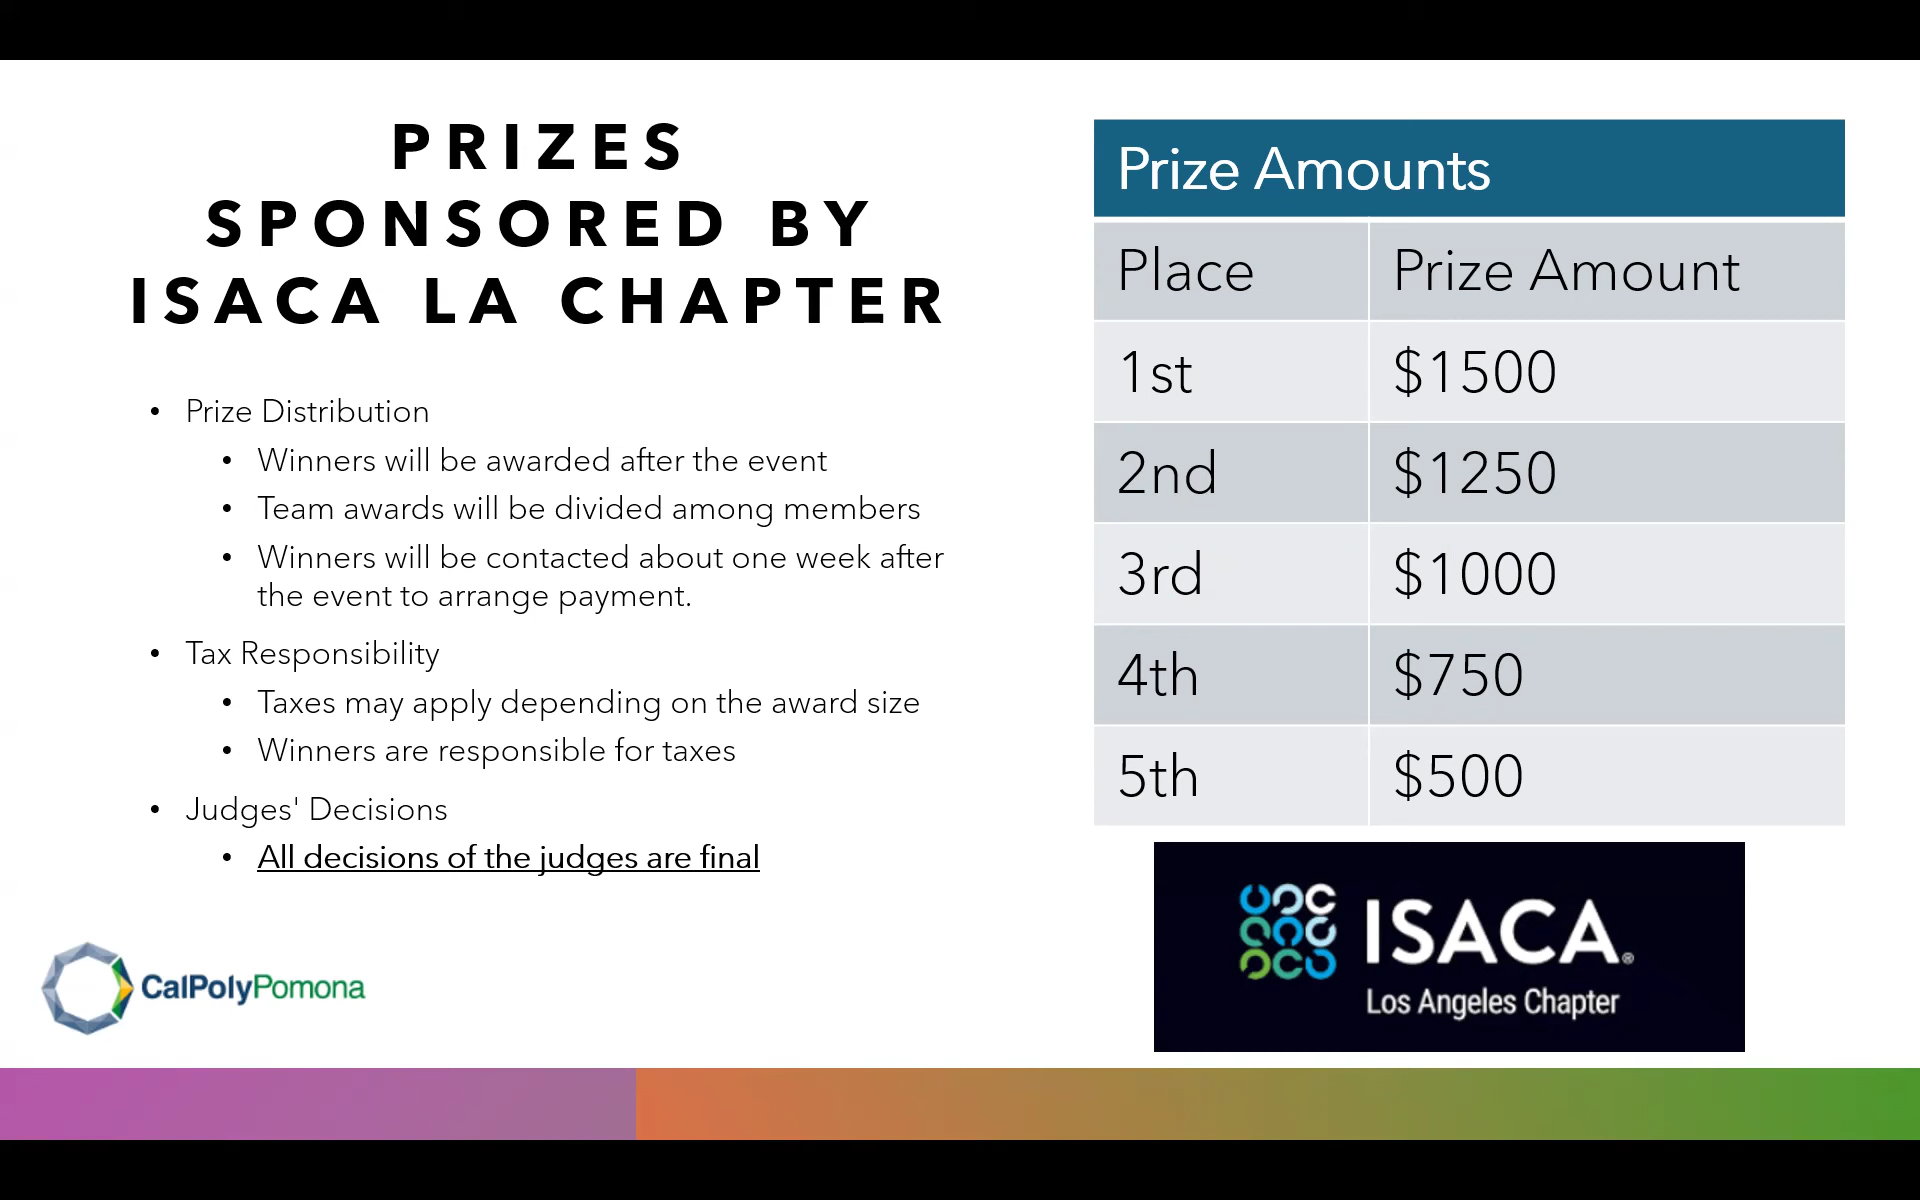 PRIZES
SPONSORED BY
ISACA LA CHAPTER
• Prize Distribution
• Winners will be awarded after the event
• Team awards will be divided among members
• Winners will be contacted about one week after
the event to arrange payment.
• Tax Responsibility
• Taxes may apply depending on the award size
• Winners are responsible for taxes
• Judges' Decisions
• All decisions of the judges are final
CalPolyPomona
Prize Amounts
Place Prize Amount
1st $1500
2nd $1250
3rd $1000
4th $750
5th $500
ISACA®
Los Angeles Chapter